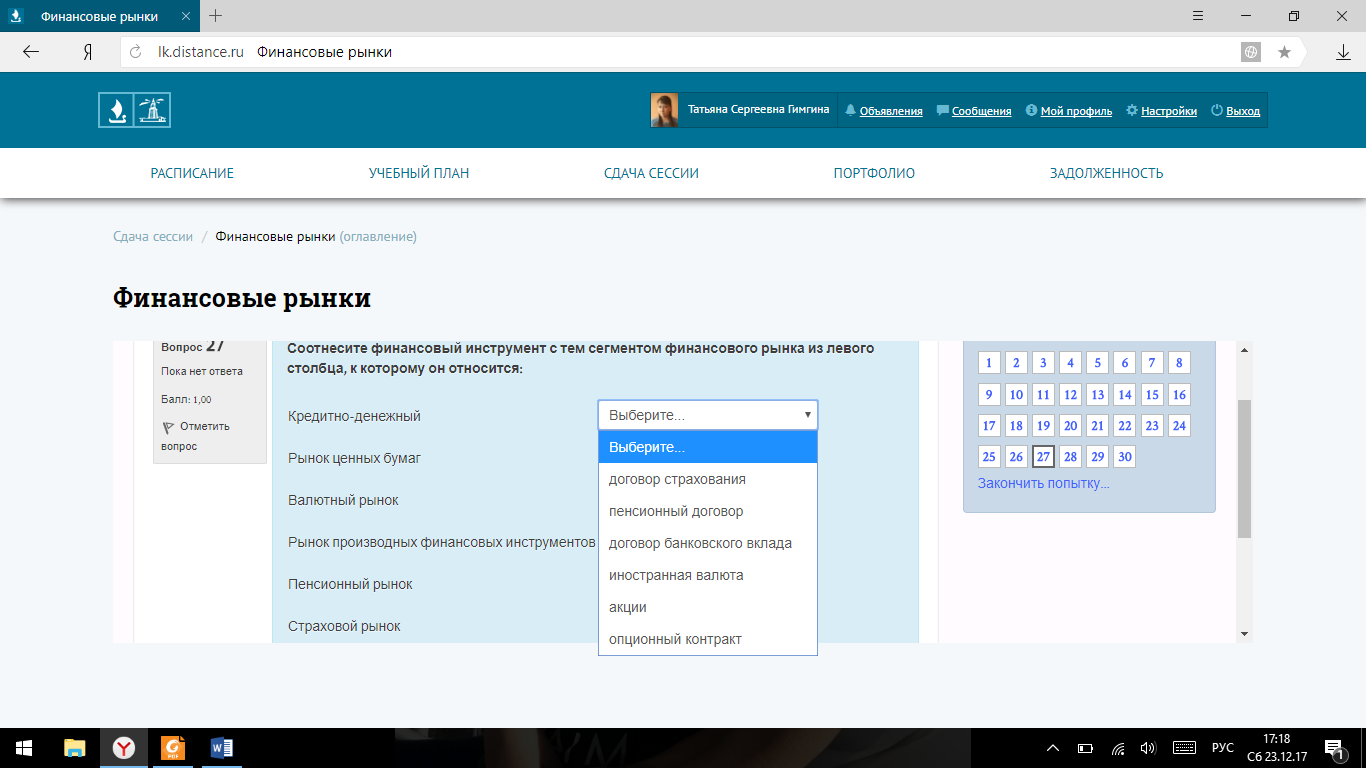 Финансовые рынки
lk.distance.ru Финансовые рынки
Татьяна Сергеевна Гимгина Объявления Сообщения Мой профиль Настройки Выход
РАСПИСАНИЕ УЧЕБНЫЙ ПЛАН СДАЧА СЕССИИ ПОРТФОЛИО ЗАДОЛЖЕННОСТЬ
Сдача сессии / Финансовые рынки (оглавление)
Финансовые рынки
Вопрос 27
Пока нет ответа
Балл: 1,00
Отметить
вопрос
Соотнесите финансовый инструмент с тем сегментом финансового рынка из левого
столбца, к которому он относится:
Кредитно-денежный
Рынок ценных бумаг
Валютный рынок
Рынок производных финансовых инструментов
Пенсионный рынок
Страховой рынок
Выберите...
Выберите...
договор страхования
пенсионный договор
договор банковского вклада
иностранная валюта
акции
опционный контракт
1 2 3 4 5 6 7 8
9 10 11 12 13 14 15 16
17 18 19 20 21 22 23 24
25 26 27 28 29 30
Закончить попытку...
РУС
17:18
Сб 23.12.17
1